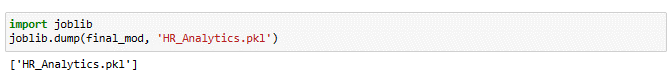 import joblib
joblib.dump(final_mod, 'HR_Analytics.pkl')
['HR_Analytics.pkl']